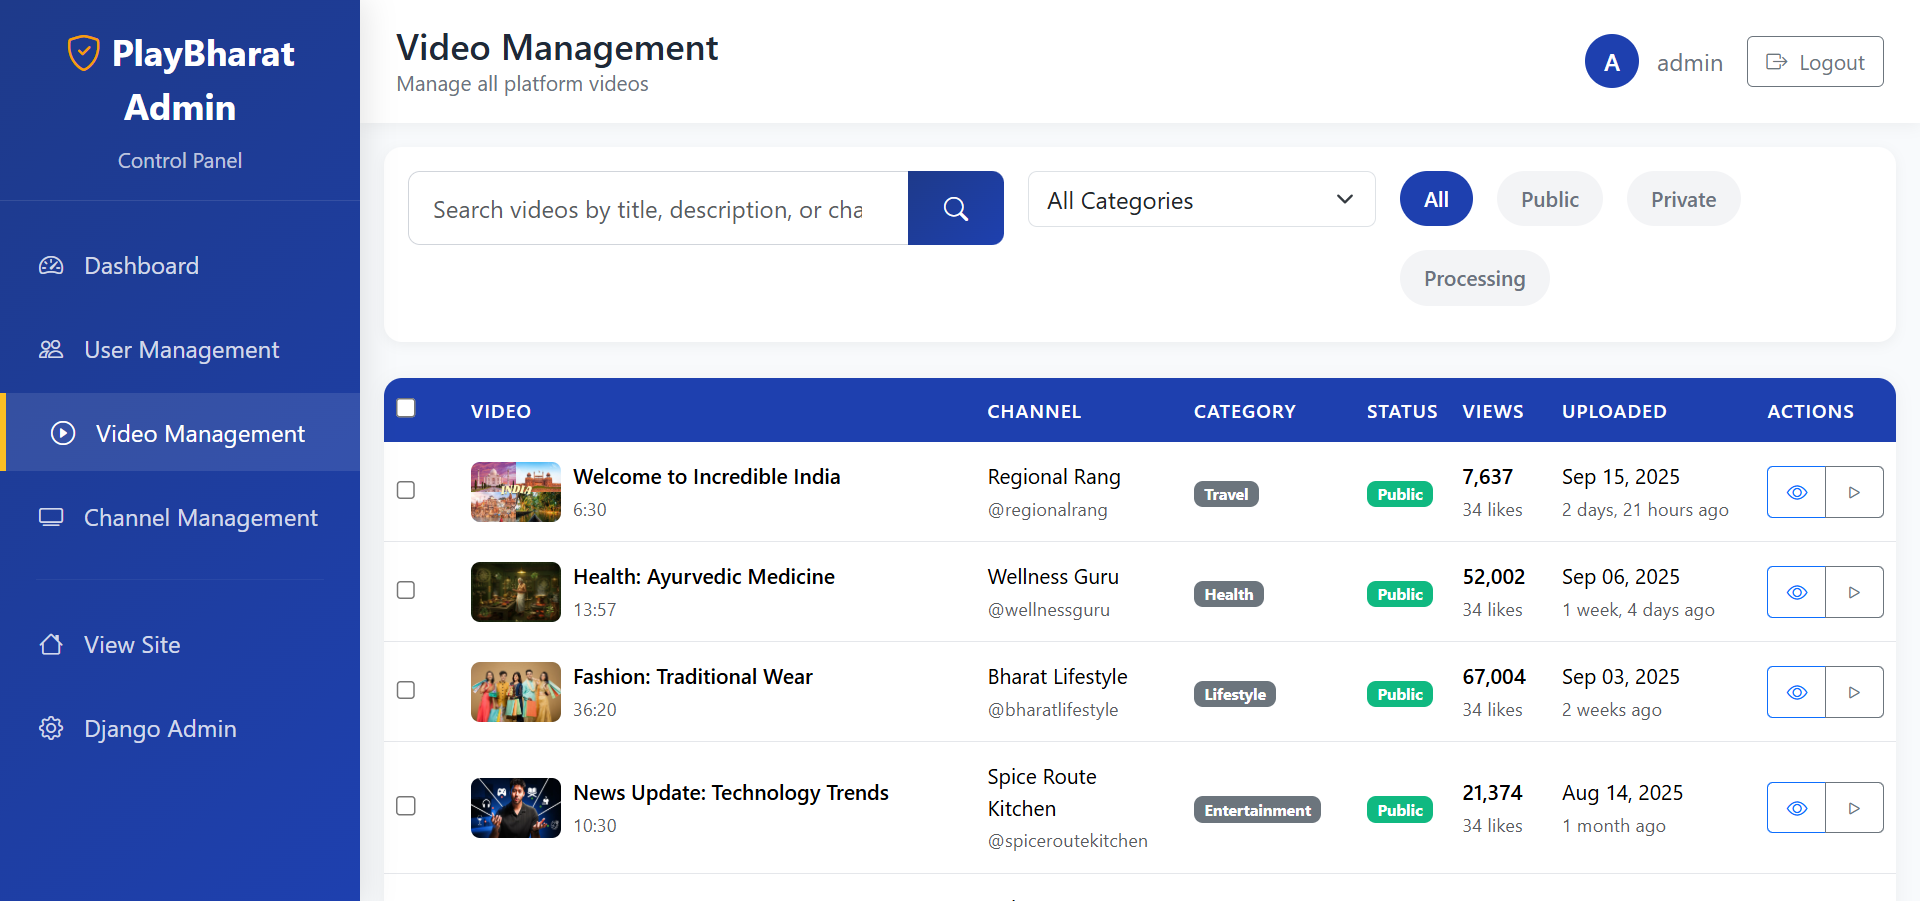 PlayBharat
Admin
Control Panel
Dashboard
User Management
Video Management
Channel Management
View Site
Django Admin
Video Management
Manage all platform videos
A
admin
Logout
Search videos by title, description, or cha
All Categories
All
Public
Private
Processing
VIDEO CHANNEL CATEGORY STATUS VIEWS UPLOADED ACTIONS
INDIA
Welcome to Incredible India
6:30
Regional Rang
@regionalrang
Travel
Public
7,637
34 likes
Sep 15, 2025
2 days, 21 hours ago
Health: Ayurvedic Medicine
13:57
Wellness Guru
@wellnessguru
Health
Public
52,002
34 likes
Sep 06, 2025
1 week, 4 days ago
Fashion: Traditional Wear
36:20
Bharat Lifestyle
@bharatlifestyle
Lifestyle
Public
67,004
34 likes
Sep 03, 2025
2 weeks ago
News Update: Technology Trends
10:30
Spice Route
Kitchen
@spiceroutekitchen
Entertainment
Public
21,374
34 likes
Aug 14, 2025
1 month ago